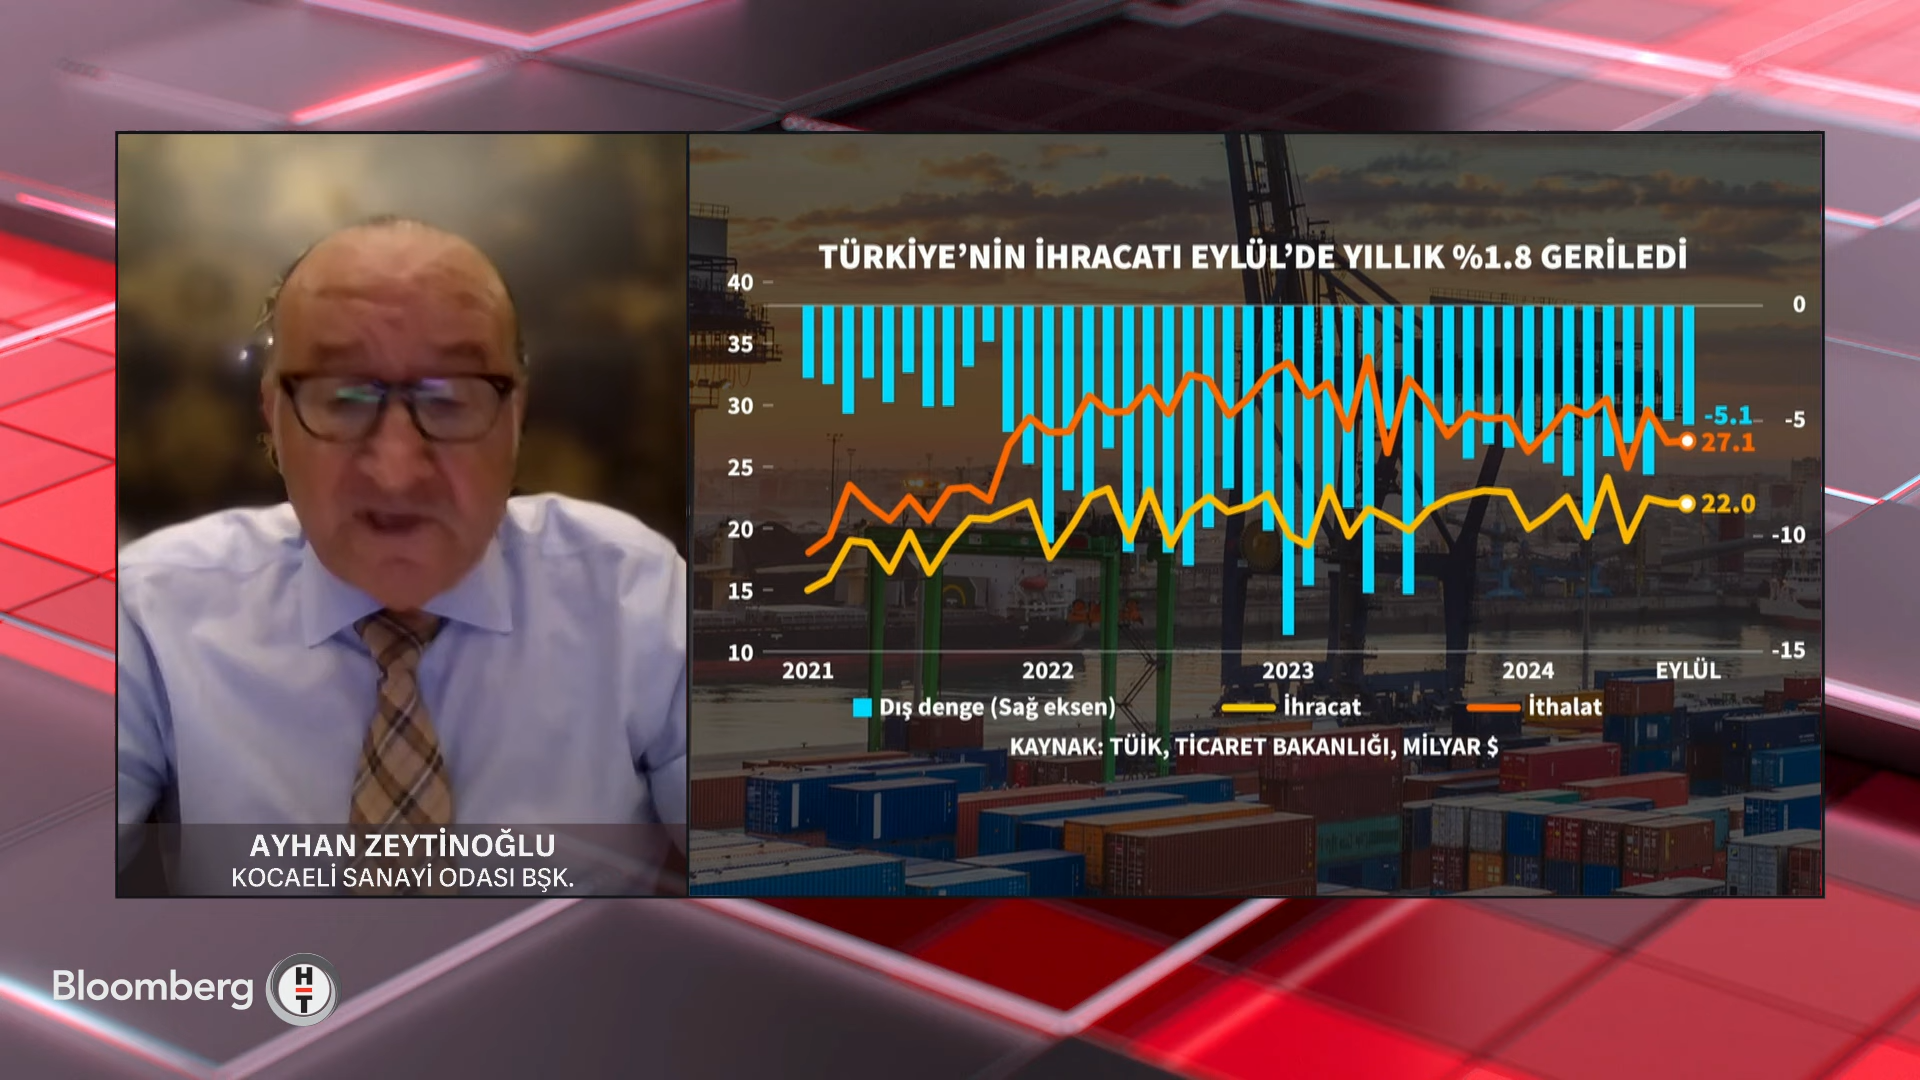 TÜRKİYE'NİN İHRACATI EYLÜL'DE YILLIK %1.8 GERİLEDİ
40
35
30
25
20
15
10
0
-5
-10
-15
-5.1
27.1
22.0
2021 2022 2023 2024 EYLÜL
Dış denge (Sağ eksen) İhracat İthalat
KAYNAK: TÜİK, TİCARET BAKANLIĞI, MİLYAR $
AYHAN ZEYTİNOĞLU
KOCAELİ SANAYİ ODASI BŞK.
Bloomberg HT